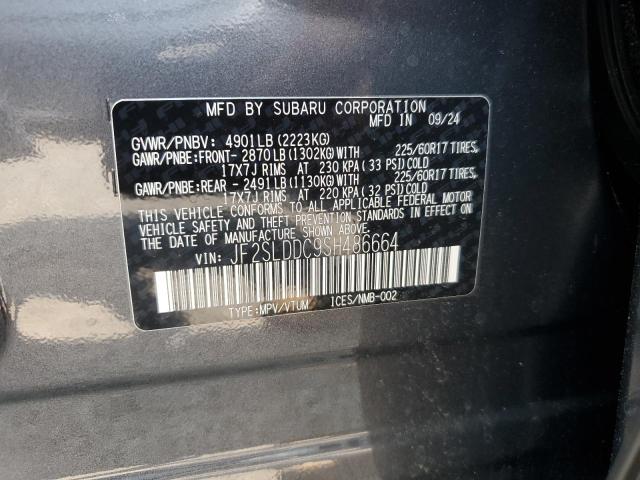 MFD BY SUBARU CORPORATION
MFD IN 09/24
GVWR/PNBV: 4901LB(2223KG)
GAWR/PNBE:FRONT- 2870LB(1302KG)WITH 225/60R17 TIRES,
17X7J RIMS AT 230 KPA(33 PSI)COLD
GAWR/PNBE:REAR - 2491LB(1130KG)WITH 225/60R17 TIRES,
17X7J RIMS AT 220 KPA(32 PSI)COLD
THIS VEHICLE CONFORMS TO ALL APPLICABLE FEDERAL MOTOR
VEHICLE SAFETY AND THEFT PREVENTION STANDARDS IN EFFECT
ON THE DATE OF MANUFACTURE SHOWN ABOVE.
VIN: JF2SLDDC9SH486664
TYPE:MPV/VTUM ICES/NMB-002